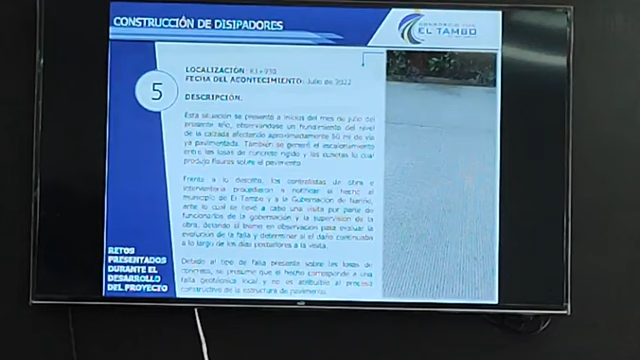 CONSTRUCCIÓN DE DISIPADORES
CONSORCIO
EL TAMBO
5
LOCALIZACIÓN:
FECHA DEL ACONTECIMIENTO: Julio de 2022
DESCRIPCIÓN:
Esta situación se presentó a inicios del mes de julio del
presente año, observándose un hundimiento del nivel
de la calzada afectando aproximadamente 50 ml de vía
ya pavimentada. También se generó el escalonamiento
entre las losas de concreto rígido y las cunetas lo cual
produjo fisuras sobre el pavimento.
Frente a lo descrito, los contratistas de obra e
interventoría procedieron a notificar el hecho al
municipio de El Tambo y a la Gobernación de Nariño,
ante lo cual se llevó a cabo una visita por parte de
funcionarios de la gobernación y la supervisión de la
obra, dejando el tramo en observación para evaluar la
evolución de la falla y determinar si el daño continuaba
a lo largo de los días posteriores a la visita.
Debido al tipo de falla presente sobre las losas de
concreto, se presume que el hecho corresponde a una
falla geotécnica local y no es atribuible al proceso
constructivo de la estructura de pavimento.
RETOS
PRESENTADOS
DURANTE EL
DESARROLLO
DEL PROYECTO